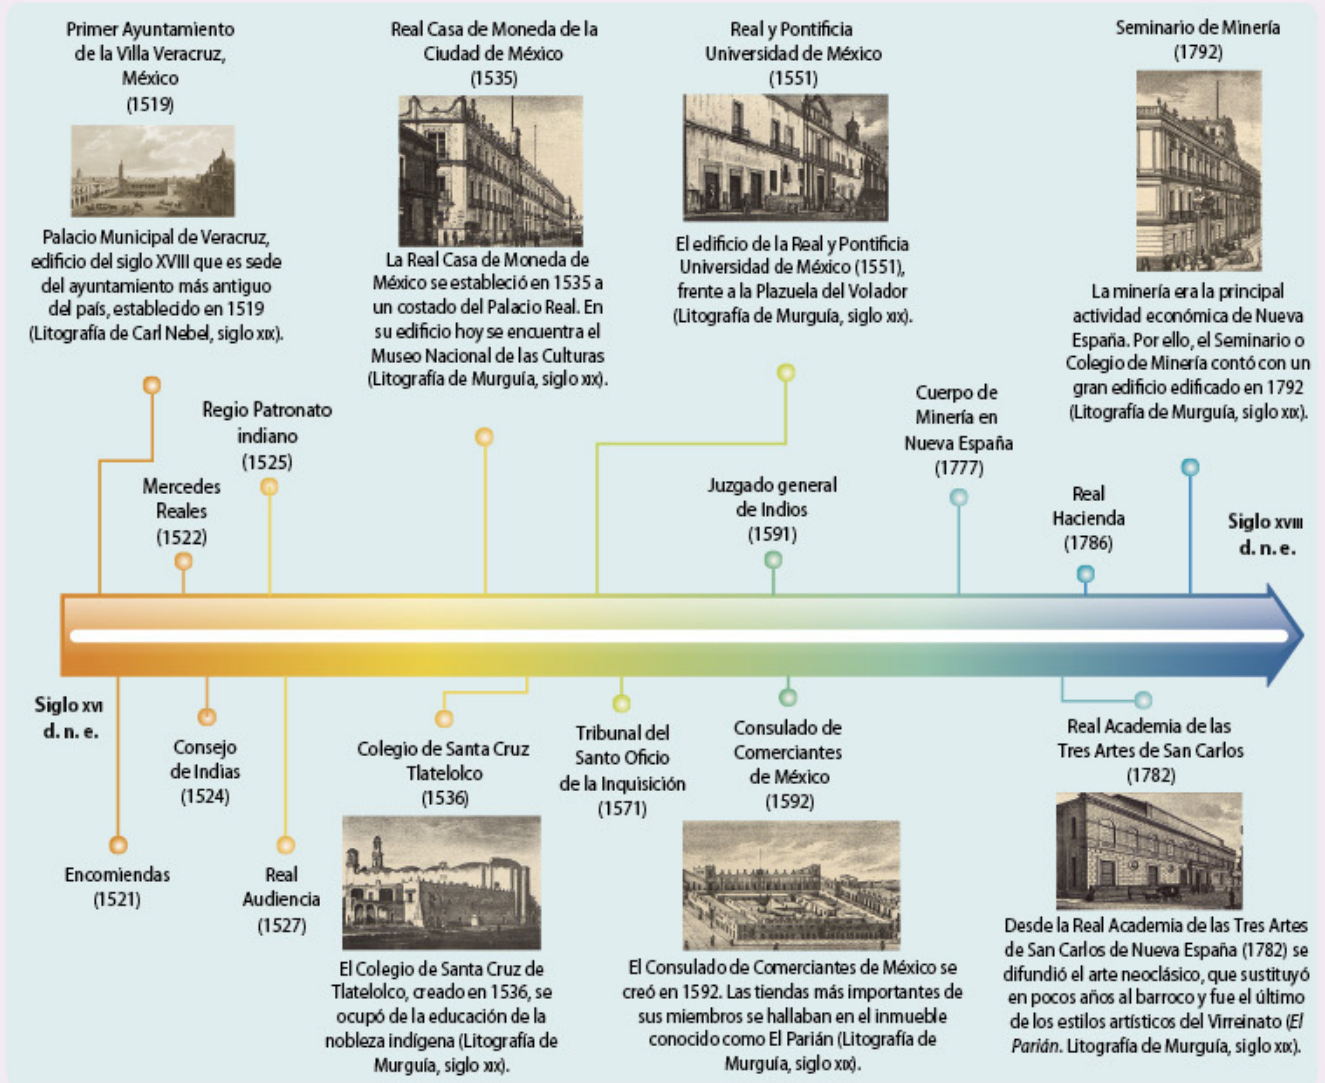 Primer Ayuntamiento
de la Villa Veracruz,
México
(1519)
Palacio Municipal de Veracruz,
edificio del siglo XVIII que es sede
del ayuntamiento más antiguo
del país, establecido en 1519
(Litografía de Carl Nebel, siglo XIX).
Real Casa de Moneda de la
Ciudad de México
(1535)
La Real Casa de Moneda de
México se estableció en 1535 a
un costado del Palacio Real. En
su edificio hoy se encuentra el
Museo Nacional de las Culturas
(Litografía de Murguía, siglo XIX).
Real y Pontificia
Universidad de México
(1551)
El edificio de la Real y Pontificia
Universidad de México (1551),
frente a la Plazuela del Volador
(Litografía de Murguía, siglo XIX).
Seminario de Minería
(1792)
La minería era la principal
actividad económica de Nueva
España. Por ello, el Seminario o
Colegio de Minería contó con un
gran edificio edificado en 1792
(Litografía de Murguía, siglo XIX).
Mercedes
Reales
(1522)
Regio Patronato
indiano
(1525)
Juzgado general
de Indios
(1591)
Cuerpo de
Minería en
Nueva España
(1777)
Real
Hacienda
(1786)
Siglo XVIII
d. n. e.
Siglo XVI
d. n. e.
Encomiendas
(1521)
Consejo
de Indias
(1524)
Real
Audiencia
(1527)
Colegio de Santa Cruz
Tlatelolco
(1536)
El Colegio de Santa Cruz de
Tlatelolco, creado en 1536, se
ocupó de la educación de la
nobleza indígena (Litografía de
Murguía, siglo XIX).
Tribunal del
Santo Oficio
de la Inquisición
(1571)
Consulado de
Comerciantes
de México
(1592)
El Consulado de Comerciantes de México se
creó en 1592. Las tiendas más importantes de
sus miembros se hallaban en el inmueble
conocido como El Parián (Litografía de
Murguía, siglo XIX).
Real Academia de las
Tres Artes de San Carlos
(1782)
Desde la Real Academia de las Tres Artes
de San Carlos de Nueva España (1782) se
difundió el arte neoclásico, que sustituyó
en pocos años al barroco y fue el último
de los estilos artísticos del Virreinato (El
Parián. Litografía de Murguía, siglo XIX).